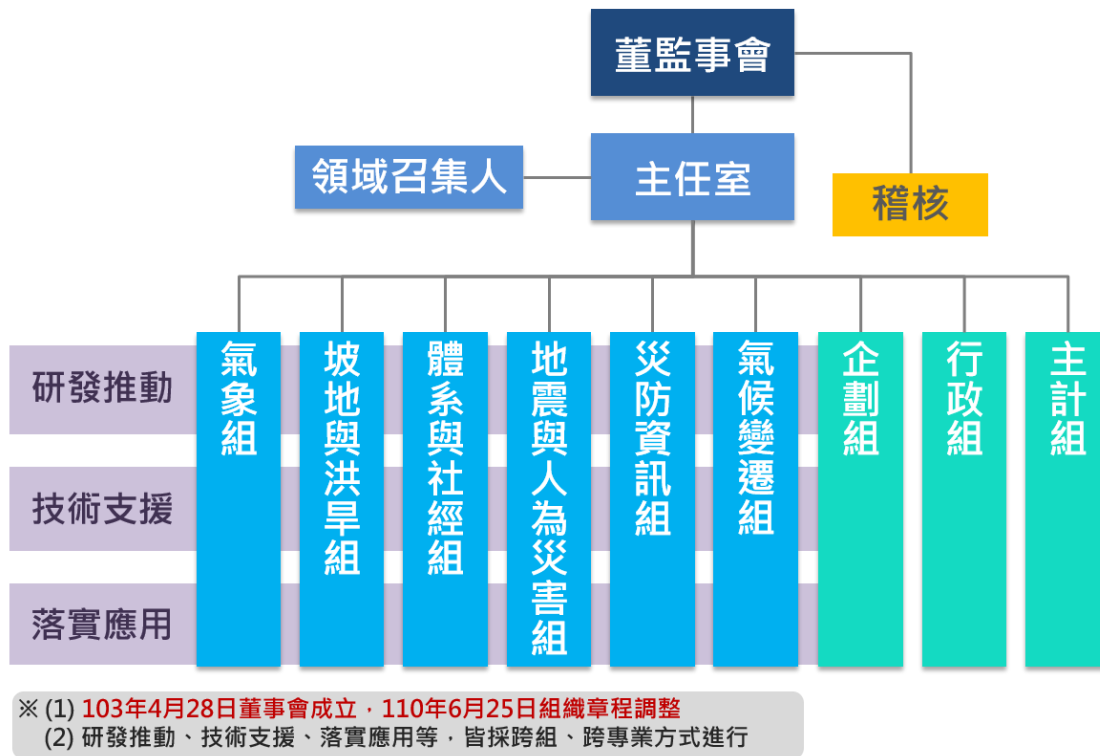 董監事會
領域召集人
主任室
稽核
研發推動
技術支援
落實應用
氣象組
坡地與洪旱組
體系與社經組
地震與人為災害組
災防資訊組
氣候變遷組
企劃組
行政組
主計組
※ (1) 103年4月28日董事會成立，110年6月25日組織章程調整
(2) 研發推動、技術支援、落實應用等，皆採跨組、跨專業方式進行